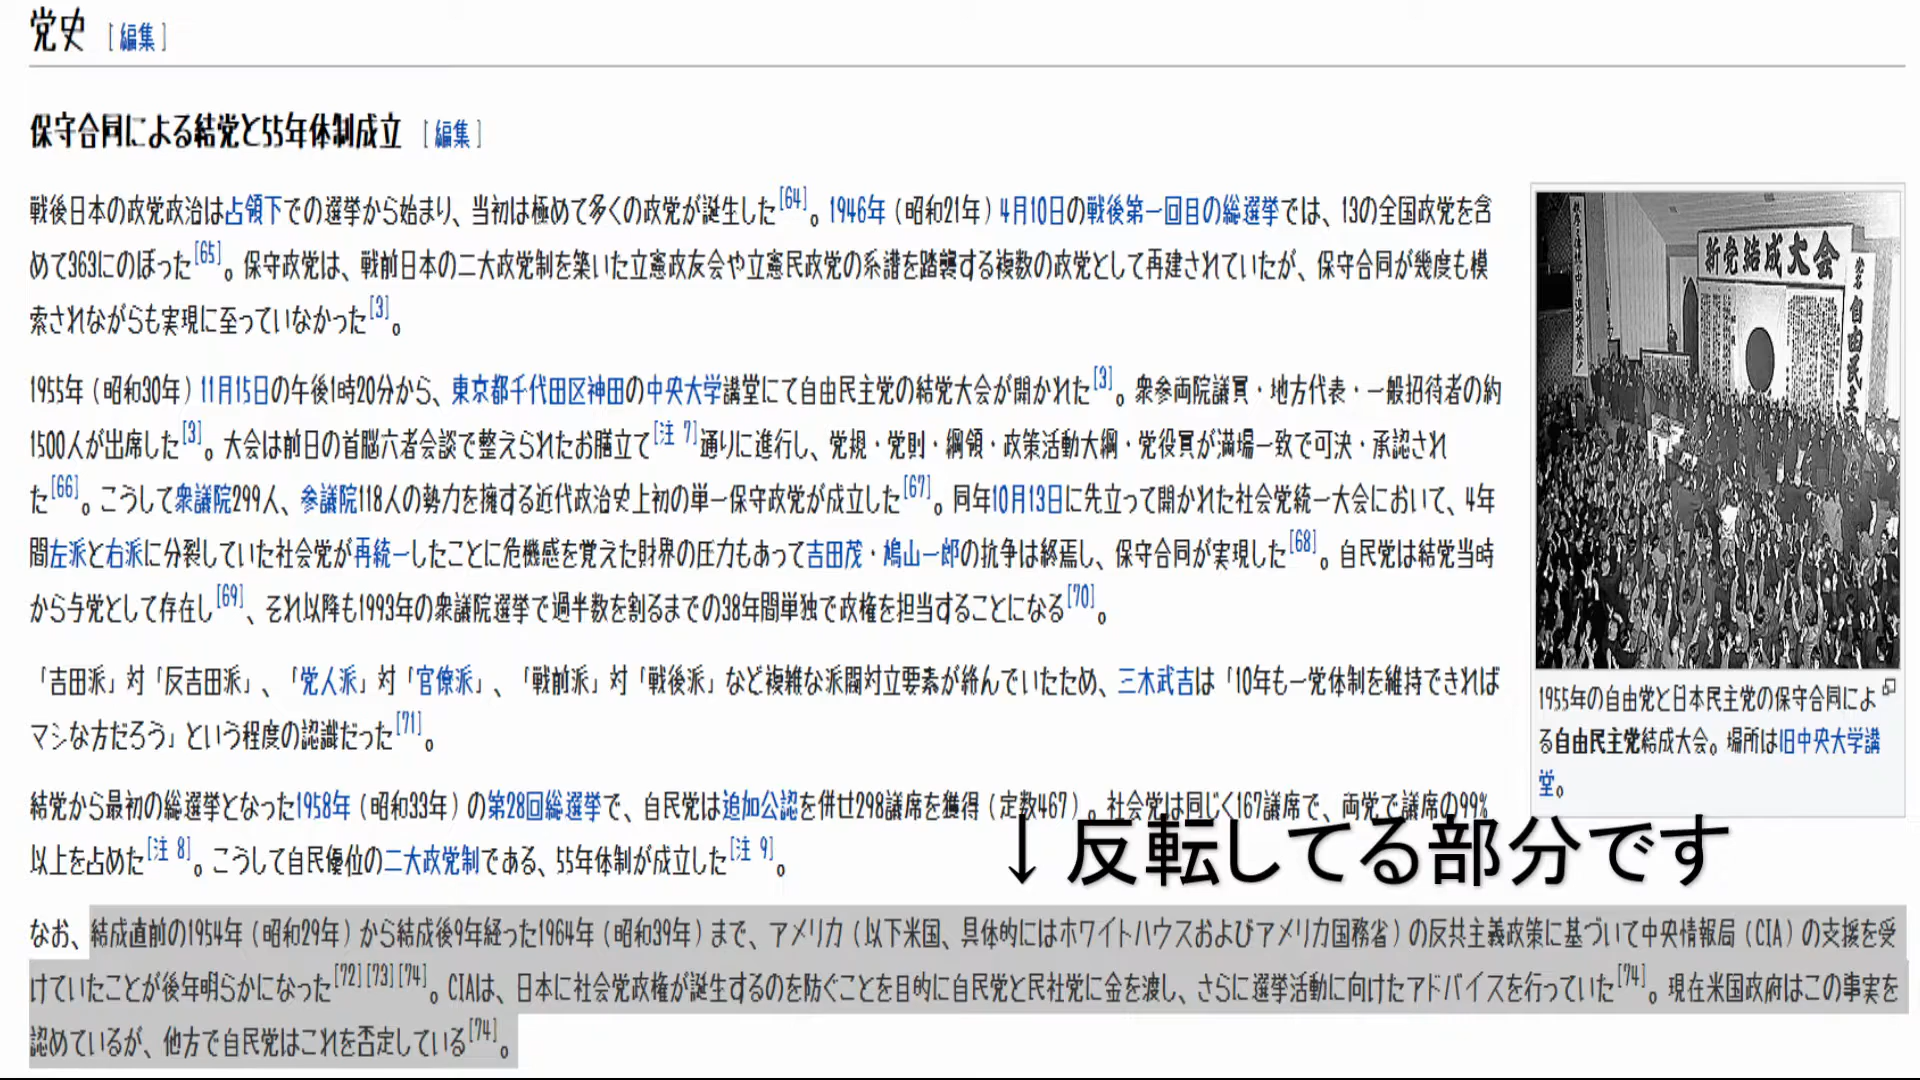 党史 [編集]
保守合同による結党と55年体制成立 [編集]
戦後日本の政党政治は占領下での選挙から始まり、当初は極めて多くの政党が誕生した[64]。1946年（昭和21年）4月10日の戦後第一回目の総選挙では、13の全国政党を含
めて363にのぼった[65]。保守政党は、戦前日本の二大政党制を築いた立憲政友会や立憲民政党の系譜を踏襲する複数の政党として再建されていたが、保守合同が幾度も模
索されながらも実現に至っていなかった[3]。
1955年（昭和30年）11月15日の午後1時20分から、東京都千代田区神田の中央大学講堂にて自由民主党の結党大会が開かれた[3]。衆参両院議員・地方代表・一般招待者の約
1500人が出席した[3]。大会は前日の首脳六者会談で整えられたお膳立て[注 7]通りに進行し、党規・党則・綱領・政策活動大綱・党役員が満場一致で可決・承認され
た[66]。こうして衆議院299人、参議院118人の勢力を擁する近代政治史上初の単一保守政党が成立した[67]。同年10月13日に先立って開かれた社会党統一大会において、4年
間左派と右派に分裂していた社会党が再統一したことに危機感を覚えた財界の圧力もあって吉田茂・鳩山一郎の抗争は終焉し、保守合同が実現した[68]。自民党は結党当時
から与党として存在し[69]、それ以降も1993年の衆議院選挙で過半数を割るまでの38年間単独で政権を担当することになる[70]。
「吉田派」対「反吉田派」、「党人派」対「官僚派」、「戦前派」対「戦後派」など複雑な派閥対立要素が絡んでいたため、三木武吉は「10年も一党体制を維持できれば
マシな方だろう」という程度の認識だった[71]。
結党から最初の総選挙となった1958年（昭和33年）の第28回総選挙で、自民党は追加公認を併せ298議席を獲得（定数467）。社会党は同じく167議席で、両党で議席の99%
以上を占めた[注 8]。こうして自民優位の二大政党制である、55年体制が成立した[注 9]。
↓反転してる部分です
なお、結成直前の1954年（昭和29年）から結成後9年経った1964年（昭和39年）まで、アメリカ（以下米国、具体的にはホワイトハウスおよびアメリカ国務省）の反共主義政策に基づいて中央情報局（CIA）の支援を受
けていたことが後年明らかになった[72][73][74]。CIAは、日本に社会党政権が誕生するのを防ぐことを目的に自民党と民社党に金を渡し、さらに選挙活動に向けたアドバイスを行っていた[74]。現在米国政府はこの事実を
認めているが、他方で自民党はこれを否定している[74]。
新党結成大会
自由民主
1955年の自由党と日本民主党の保守合同によ
る自由民主党結成大会。場所は旧中央大学講
堂。